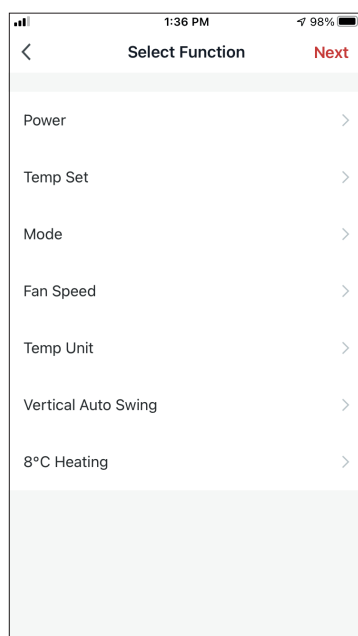 1:36 PM 98%
Select Function Next
Power
Temp Set
Mode
Fan Speed
Temp Unit
Vertical Auto Swing
8°C Heating